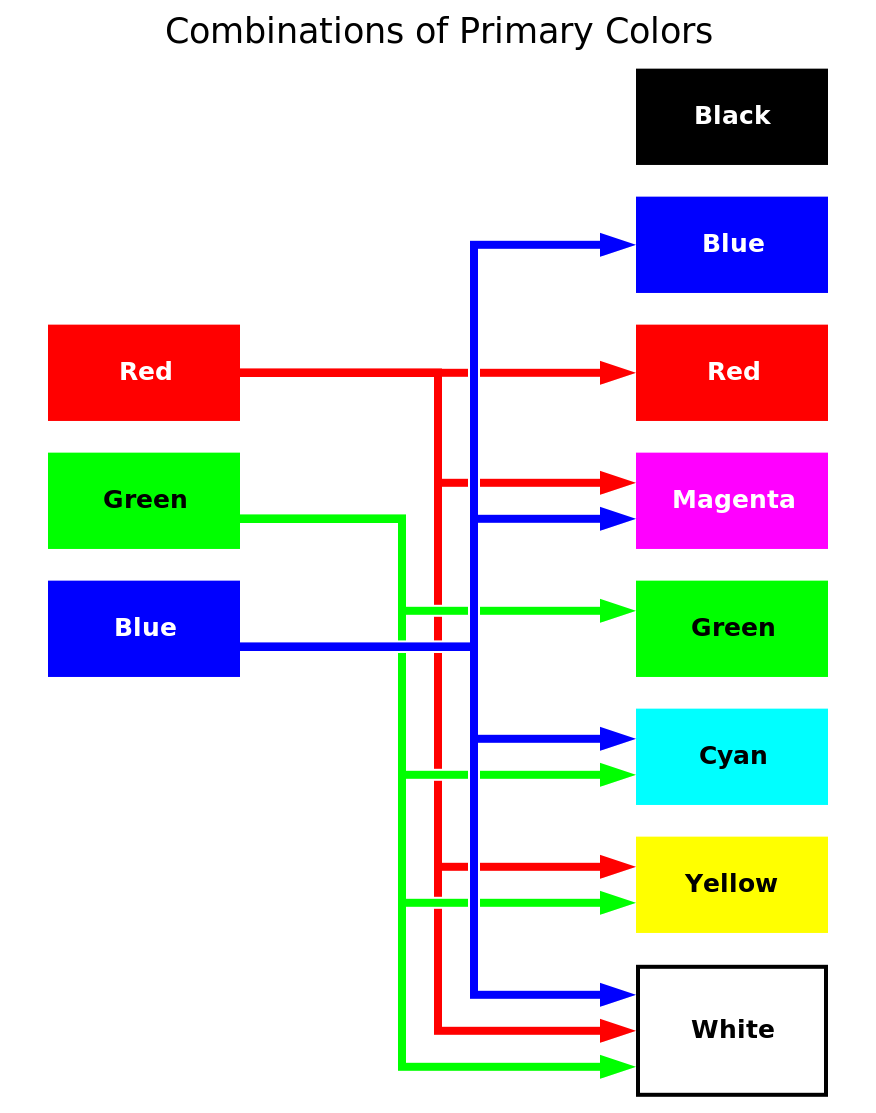 Combinations of Primary Colors
Black
Blue
Red
Red
Green
Magenta
Blue
Green
Cyan
Yellow
White